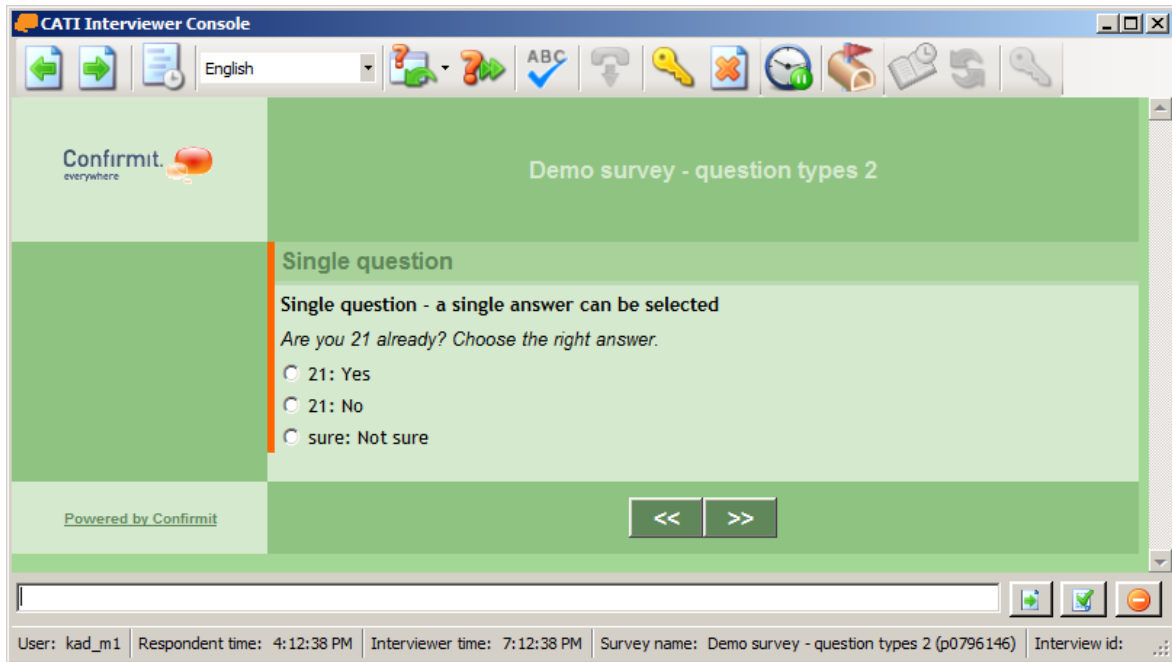 CATI Interviewer Console
English
ABC
Confirmit.
everywhere
Demo survey - question types 2
Single question
Single question - a single answer can be selected
Are you 21 already? Choose the right answer.
21: Yes
21: No
sure: Not sure
Powered by Confirmit
<< >>
User: kad_m1 Respondent time: 4:12:38 PM Interviewer time: 7:12:38 PM Survey name: Demo survey - question types 2 (p0796146) Interview id: